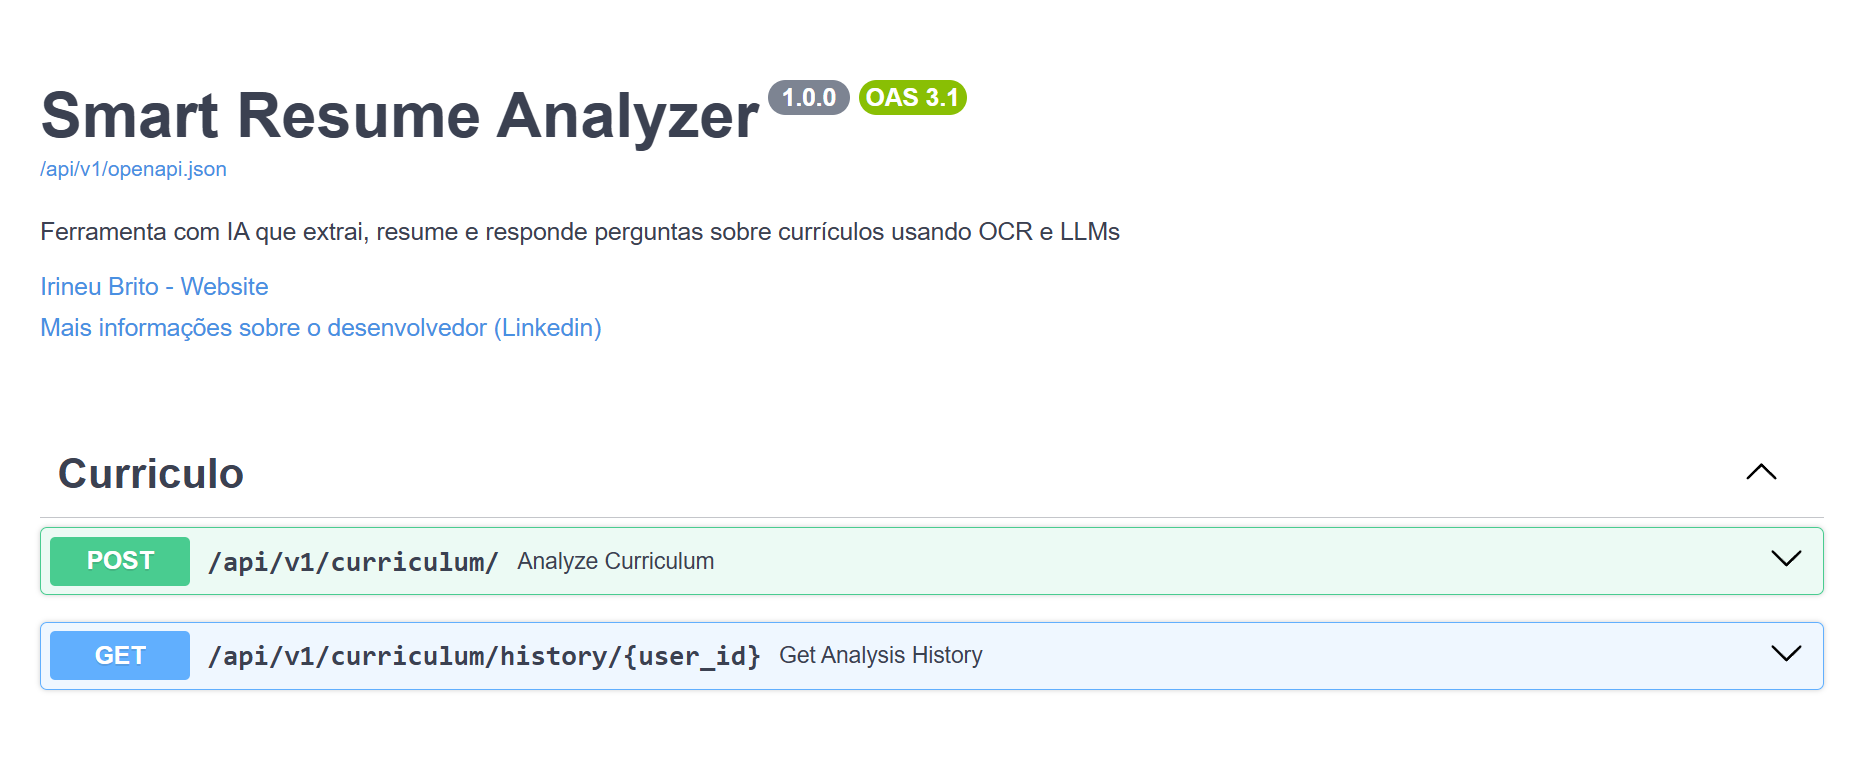 Smart Resume Analyzer 1.0.0 OAS 3.1
/api/v1/openapi.json
Ferramenta com IA que extrai, resume e responde perguntas sobre currículos usando OCR e LLMs
Irineu Brito - Website
Mais informações sobre o desenvolvedor (Linkedin)
Curriculo
POST /api/v1/curriculum/ Analyze Curriculum
GET /api/v1/curriculum/history/{user_id} Get Analysis History